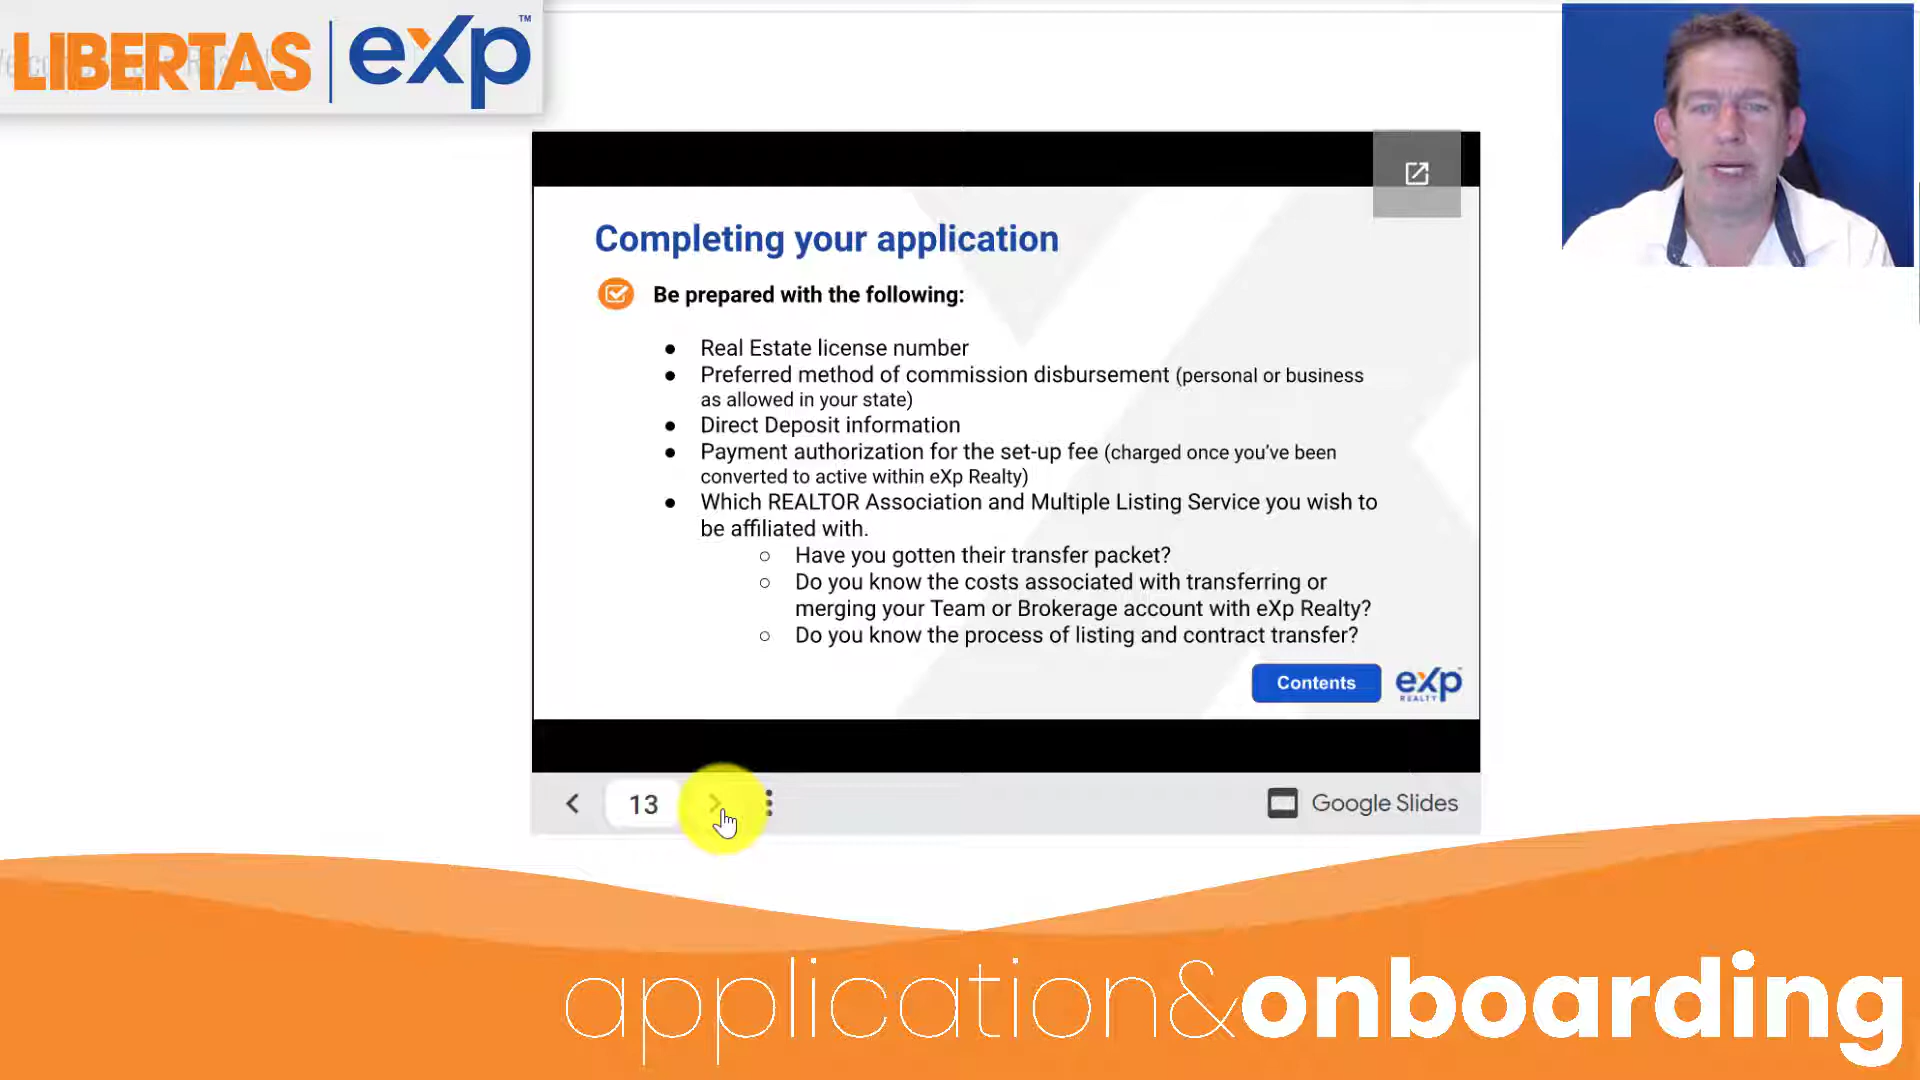 LIBERTAS eXp™
Completing your application
Be prepared with the following:
● Real Estate license number
● Preferred method of commission disbursement (personal or business
as allowed in your state)
● Direct Deposit information
● Payment authorization for the set-up fee (charged once you've been
converted to active within eXp Realty)
● Which REALTOR Association and Multiple Listing Service you wish to
be affiliated with.
○ Have you gotten their transfer packet?
○ Do you know the costs associated with transferring or
merging your Team or Brokerage account with eXp Realty?
○ Do you know the process of listing and contract transfer?
Contents
eXp
REALTY
13
Google Slides
application&onboarding